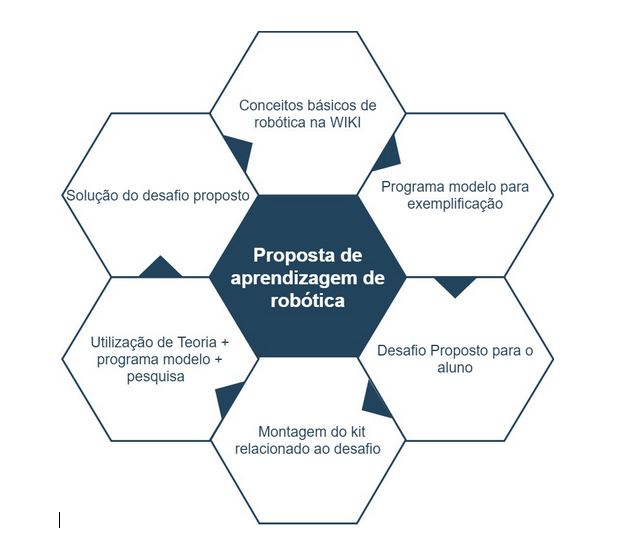 Conceitos básicos de
robótica na WIKI
Programa modelo para
exemplificação
Desafio Proposto para o
aluno
Montagem do kit
relacionado ao desafio
Utilização de Teoria +
programa modelo +
pesquisa
Solução do desafio proposto
Proposta de
aprendizagem de
robótica